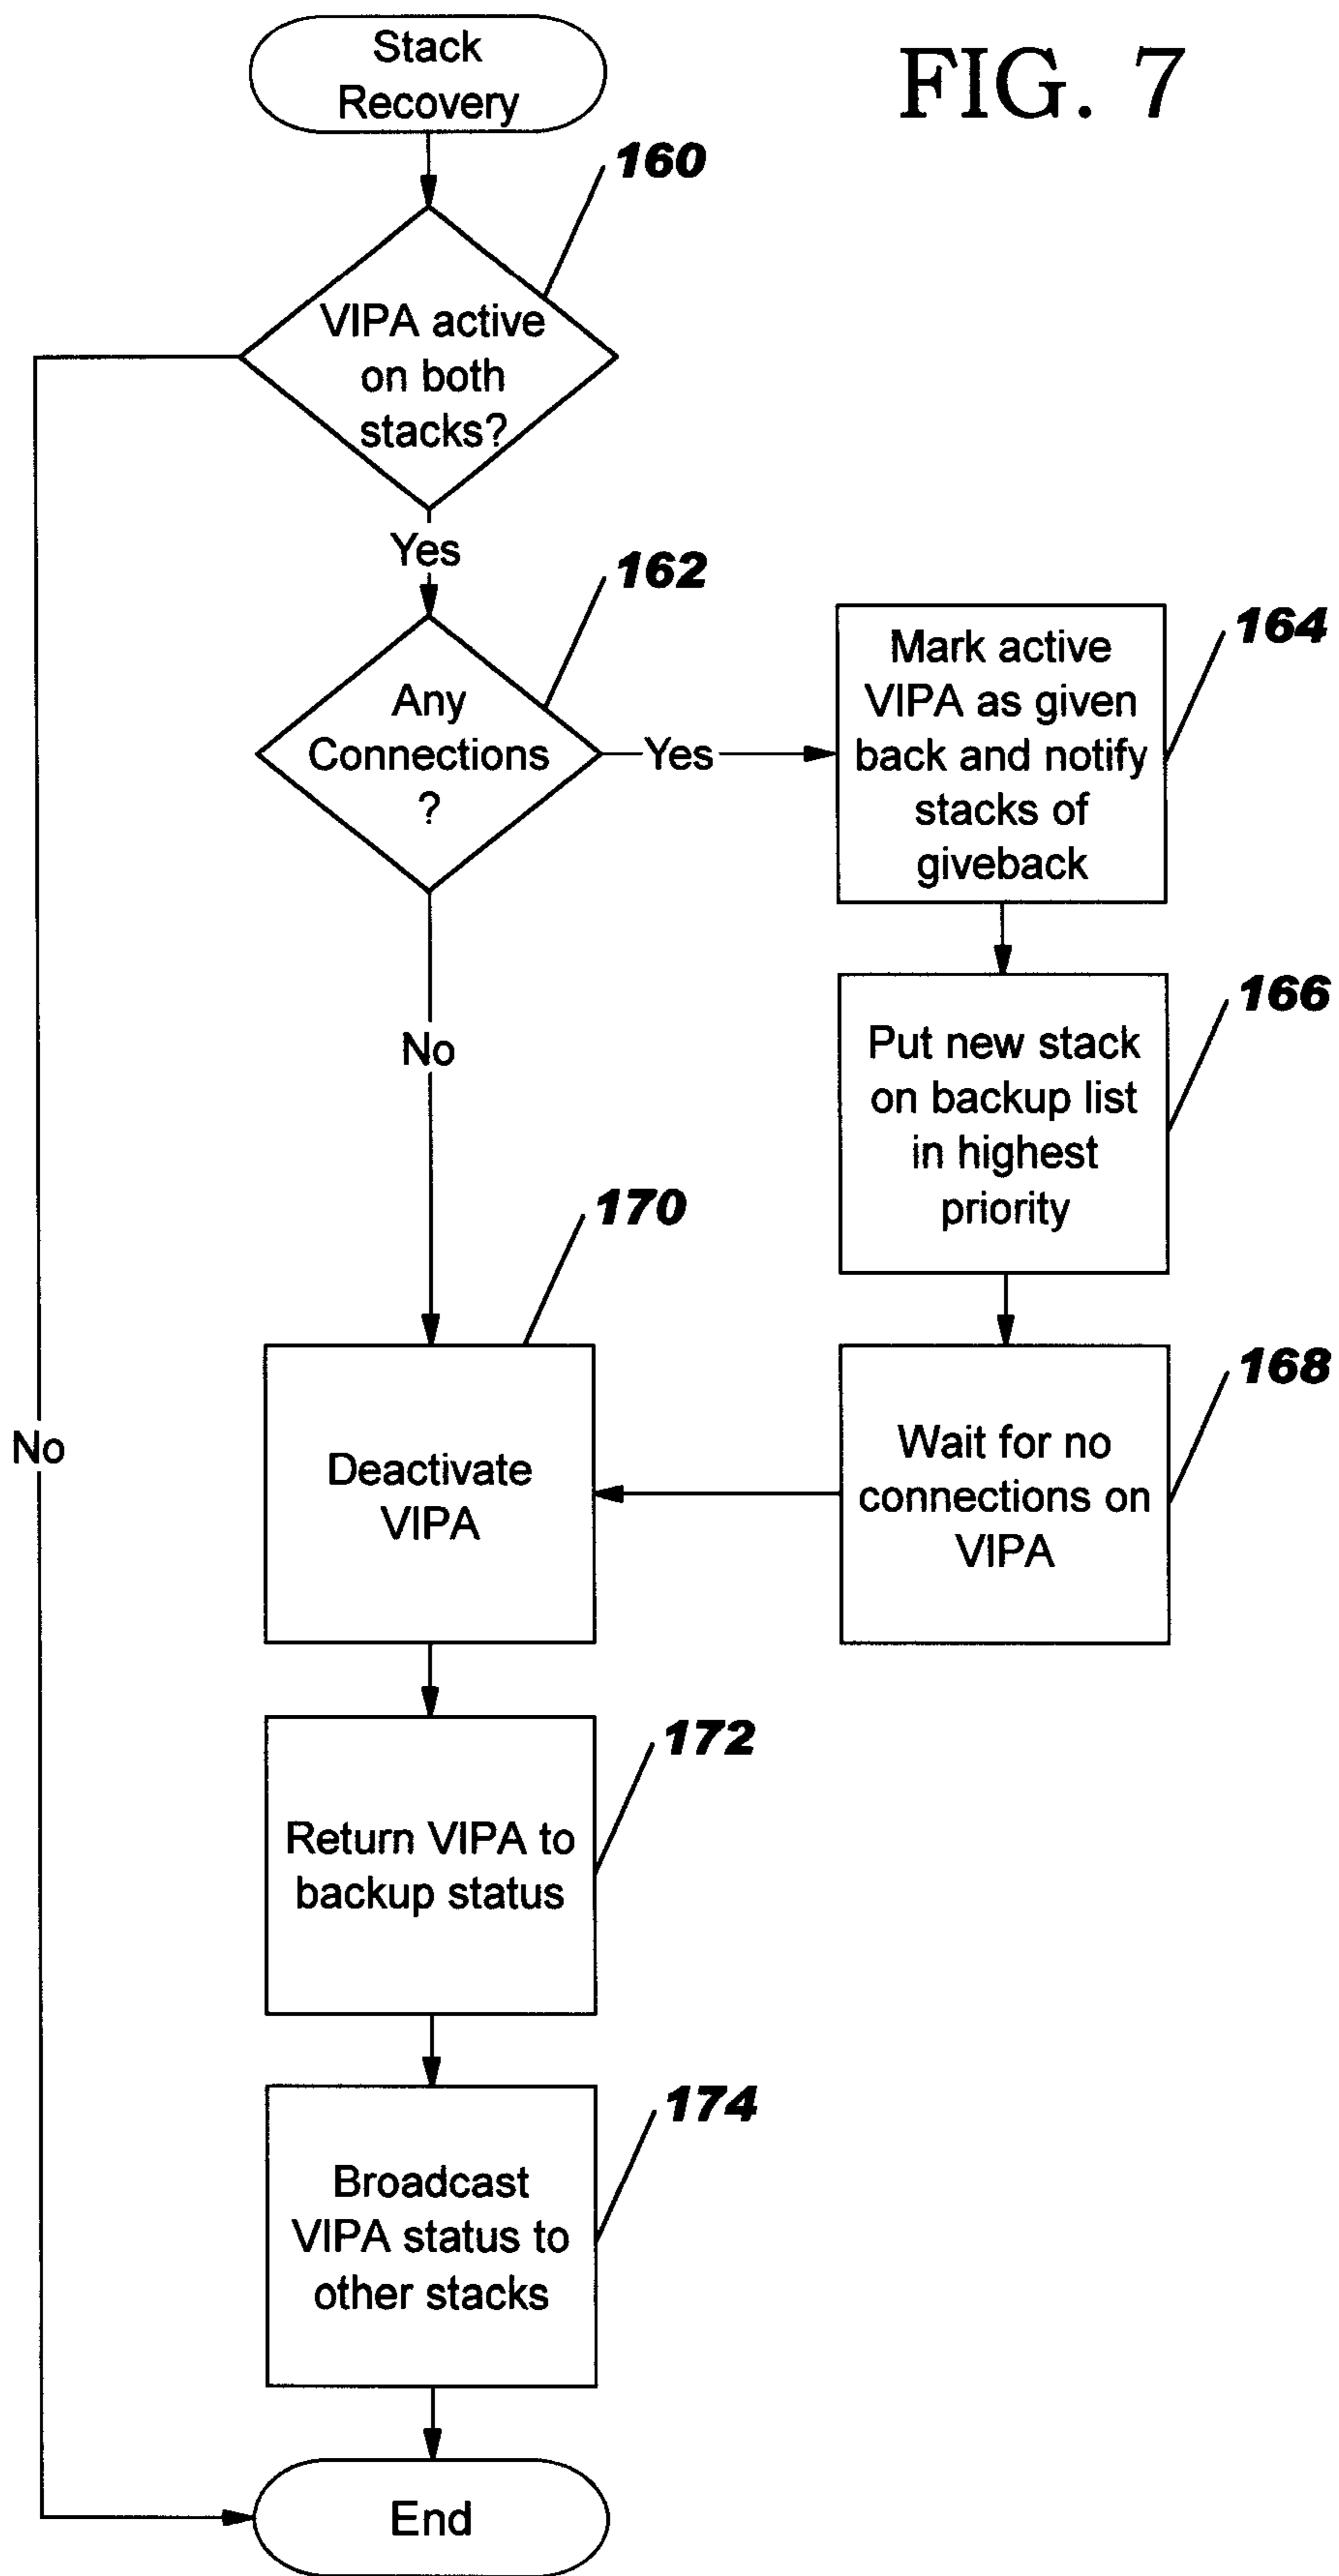 FIG. 7
Stack
Recovery
160
VIPA active
on both
stacks?
Yes
162
Any
Connections
?
Yes
164
Mark active
VIPA as given
back and notify
stacks of
giveback
166
Put new stack
on backup list
in highest
priority
No
170
168
Wait for no
connections on
VIPA
No
Deactivate
VIPA
172
Return VIPA to
backup status
174
Broadcast
VIPA status to
other stacks
End